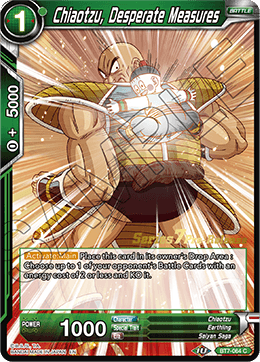 1
Chiaotzu, Desperate Measures
BATTLE
0 + 5000
Activate:Main Place this card in its owner's Drop Area :
Choose up to 1 of your opponent's Battle Cards with an
energy cost of 2 or less and KO it.
BT7-064 C
POWER
1000
Character
Chiaotzu
Special Trait
Earthling
Era
Saiyan Saga